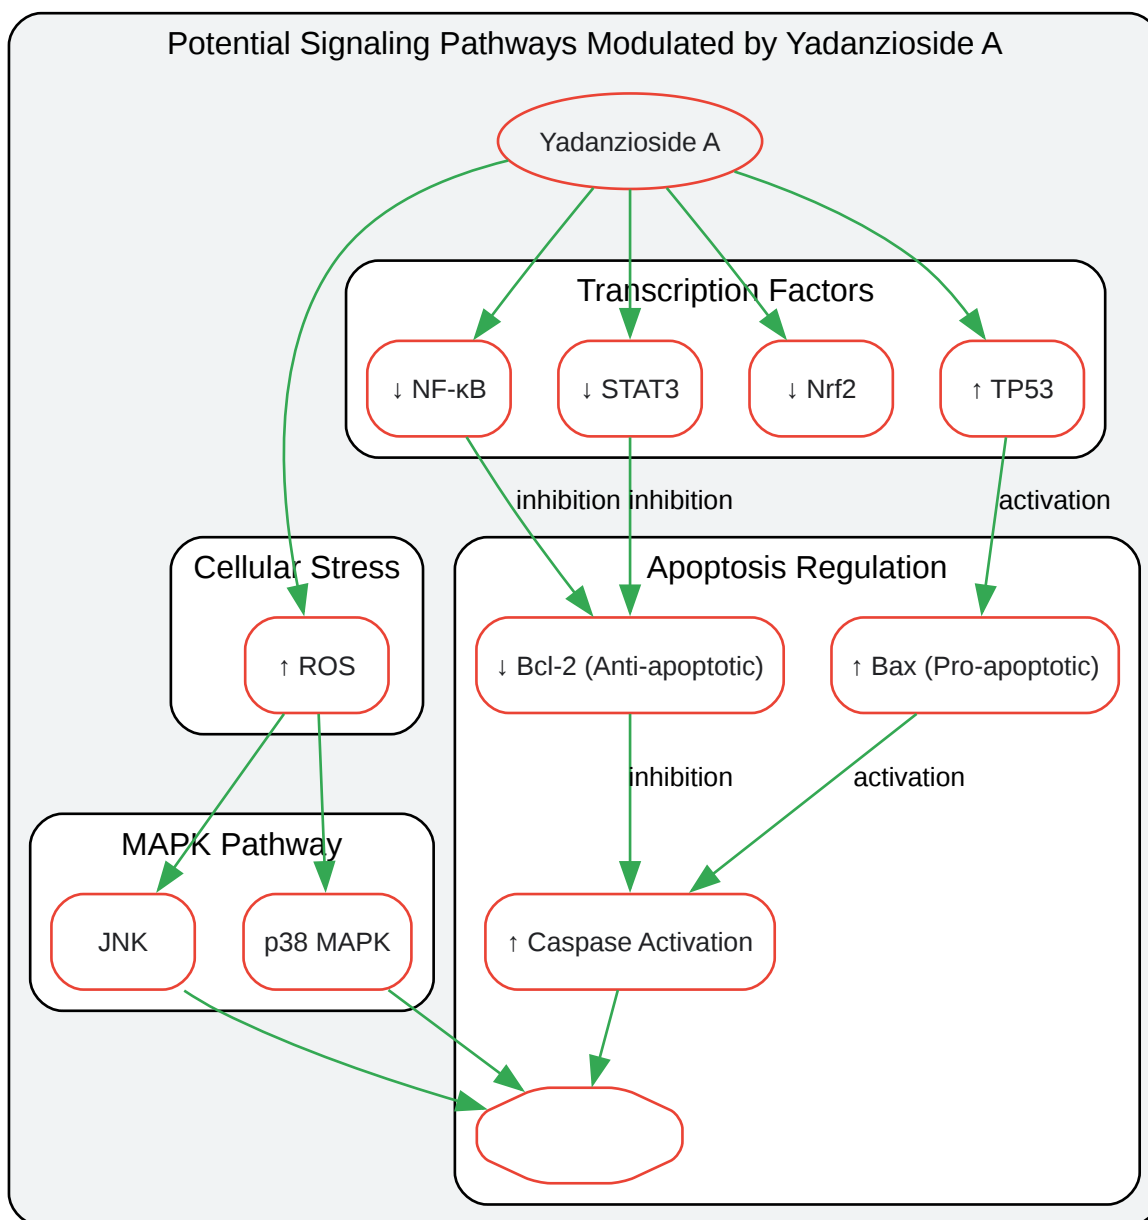 Potential Signaling Pathways Modulated by Yadanzioside A
Yadanzioside A
Transcription Factors
↓ NF-κB
↓ STAT3
↓ Nrf2
↑ TP53
inhibition
inhibition
activation
Cellular Stress
Apoptosis Regulation
↑ ROS
↓ Bcl-2 (Anti-apoptotic)
↑ Bax (Pro-apoptotic)
inhibition
activation
MAPK Pathway
JNK
p38 MAPK
↑ Caspase Activation